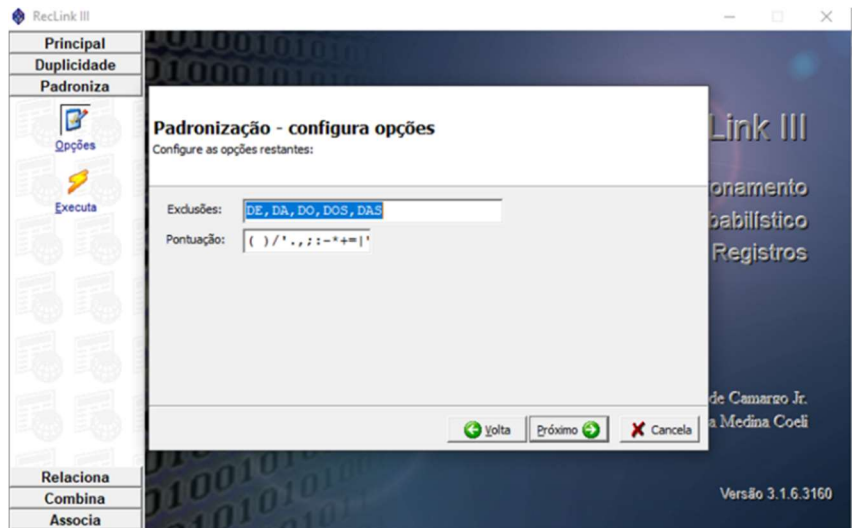 RecLink III
Principal
Duplicidade
Padroniza
Opções
Executa
Relaciona
Combina
Associa
Padronização - configura opções
Configure as opções restantes:
Exclusões: DE,DA,DO,DOS,DAS
Pontuação: ( )/'.,;:-*+=|'
Volta
Próximo
Cancela
Link III
onamento
babilístico
Registros
de Camargo Jr.
a Medina Coeli
Versão 3.1.6.3160